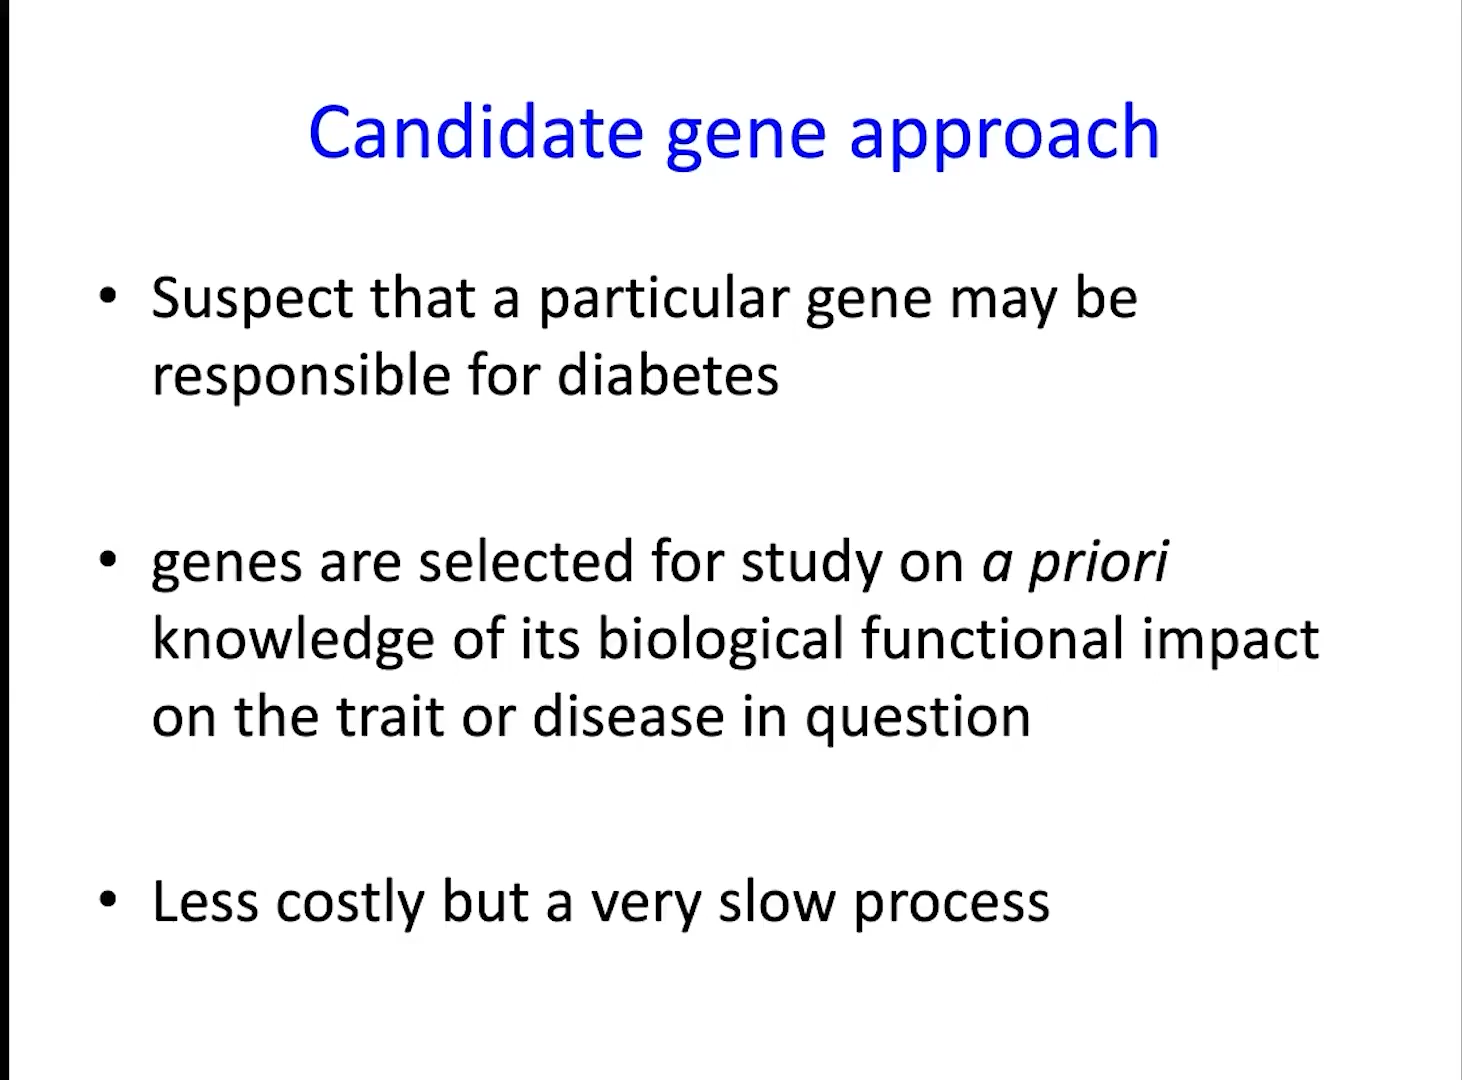 Candidate gene approach
• Suspect that a particular gene may be
responsible for diabetes
• genes are selected for study on a priori
knowledge of its biological functional impact
on the trait or disease in question
• Less costly but a very slow process